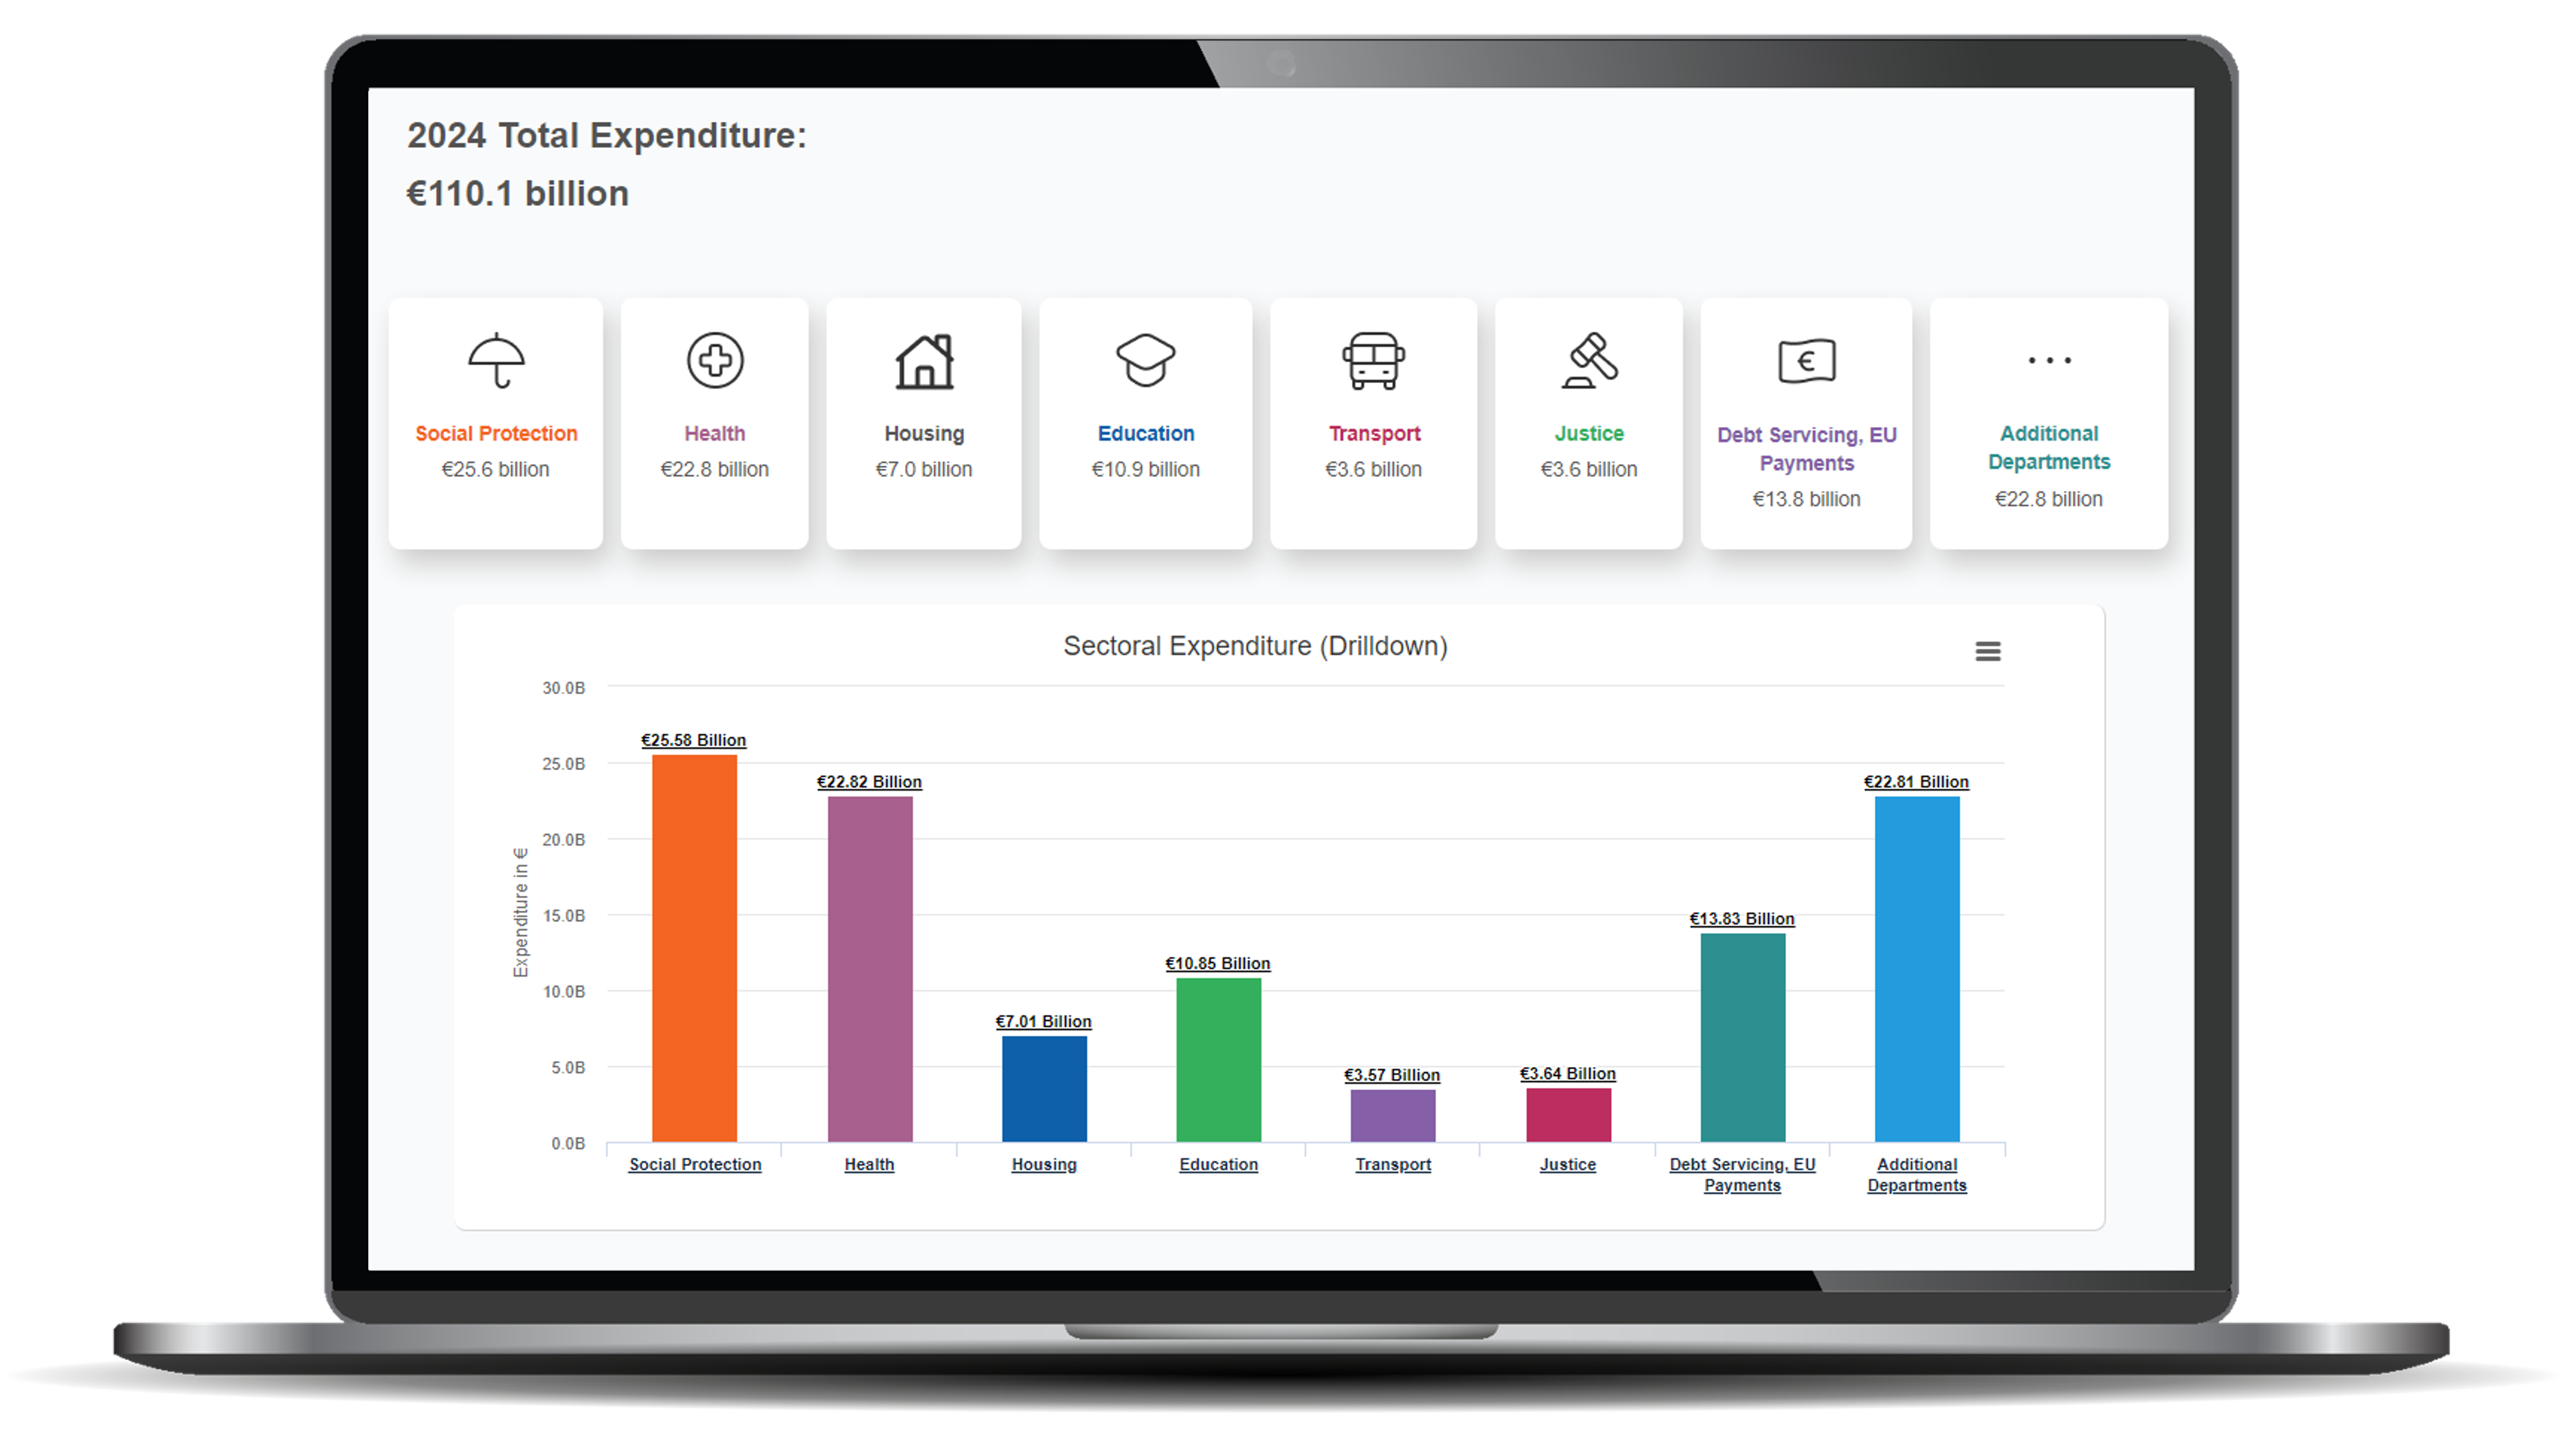 2024 Total Expenditure:
€110.1 billion
Social Protection
€25.6 billion
Health
€22.8 billion
Housing
€7.0 billion
Education
€10.9 billion
Transport
€3.6 billion
Justice
€3.6 billion
€
Debt Servicing, EU
Payments
€13.8 billion
Additional
Departments
€22.8 billion
Sectoral Expenditure (Drilldown)
Expenditure in €
30.0B
25.0B
20.0B
15.0B
10.0B
5.0B
0.0B
€25.58 Billion
€22.82 Billion
€7.01 Billion
€10.85 Billion
€3.57 Billion
€3.64 Billion
€13.83 Billion
€22.81 Billion
Social Protection
Health
Housing
Education
Transport
Justice
Debt Servicing, EU
Payments
Additional
Departments